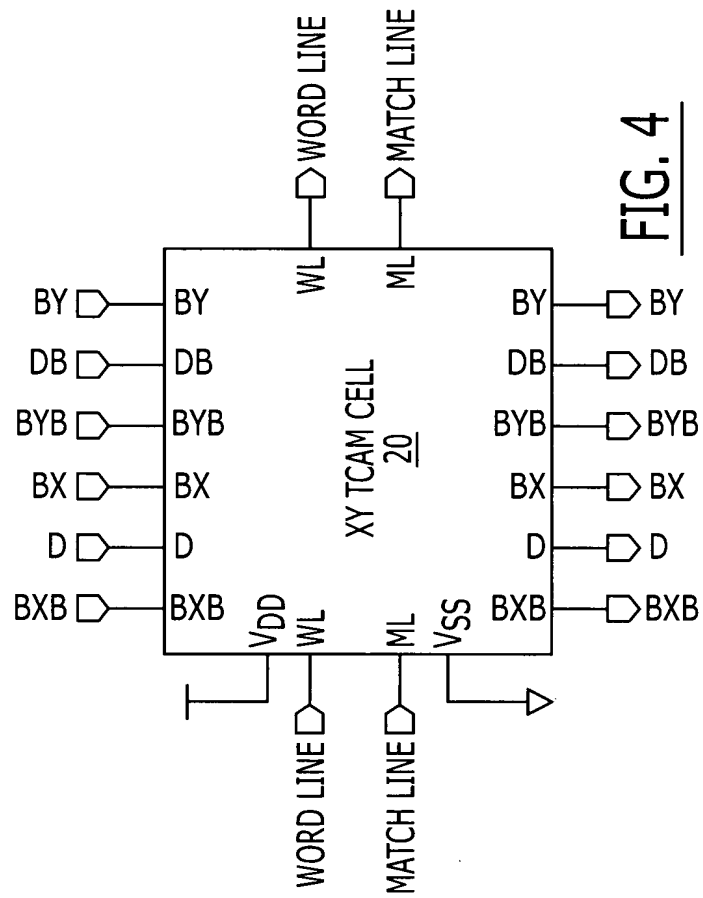 BY
DB
BYB
BX
D
BXB
BY
DB
BYB
BX
D
BXB
WORD LINE
MATCH LINE
WL
ML
XY TCAM CELL
20
VDD
WL
ML
VSS
WORD LINE
MATCH LINE
BY
DB
BYB
BX
D
BXB
BY
DB
BYB
BX
D
BXB
FIG. 4